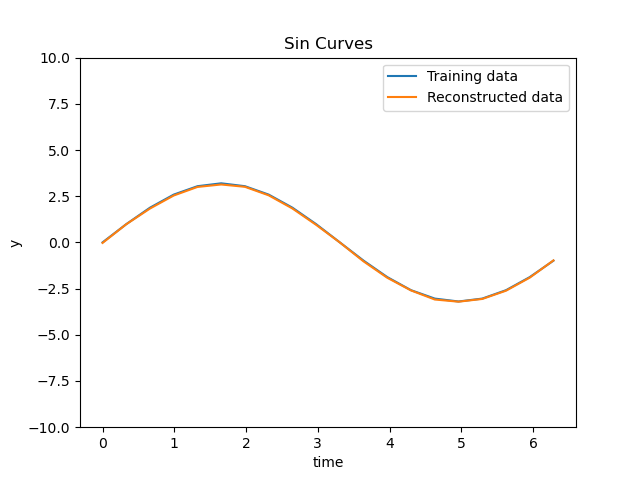 Sin Curves
10.0
7.5
5.0
2.5
0.0
−2.5
−5.0
−7.5
−10.0
y
Training data
Reconstructed data
0 1 2 3 4 5 6
time